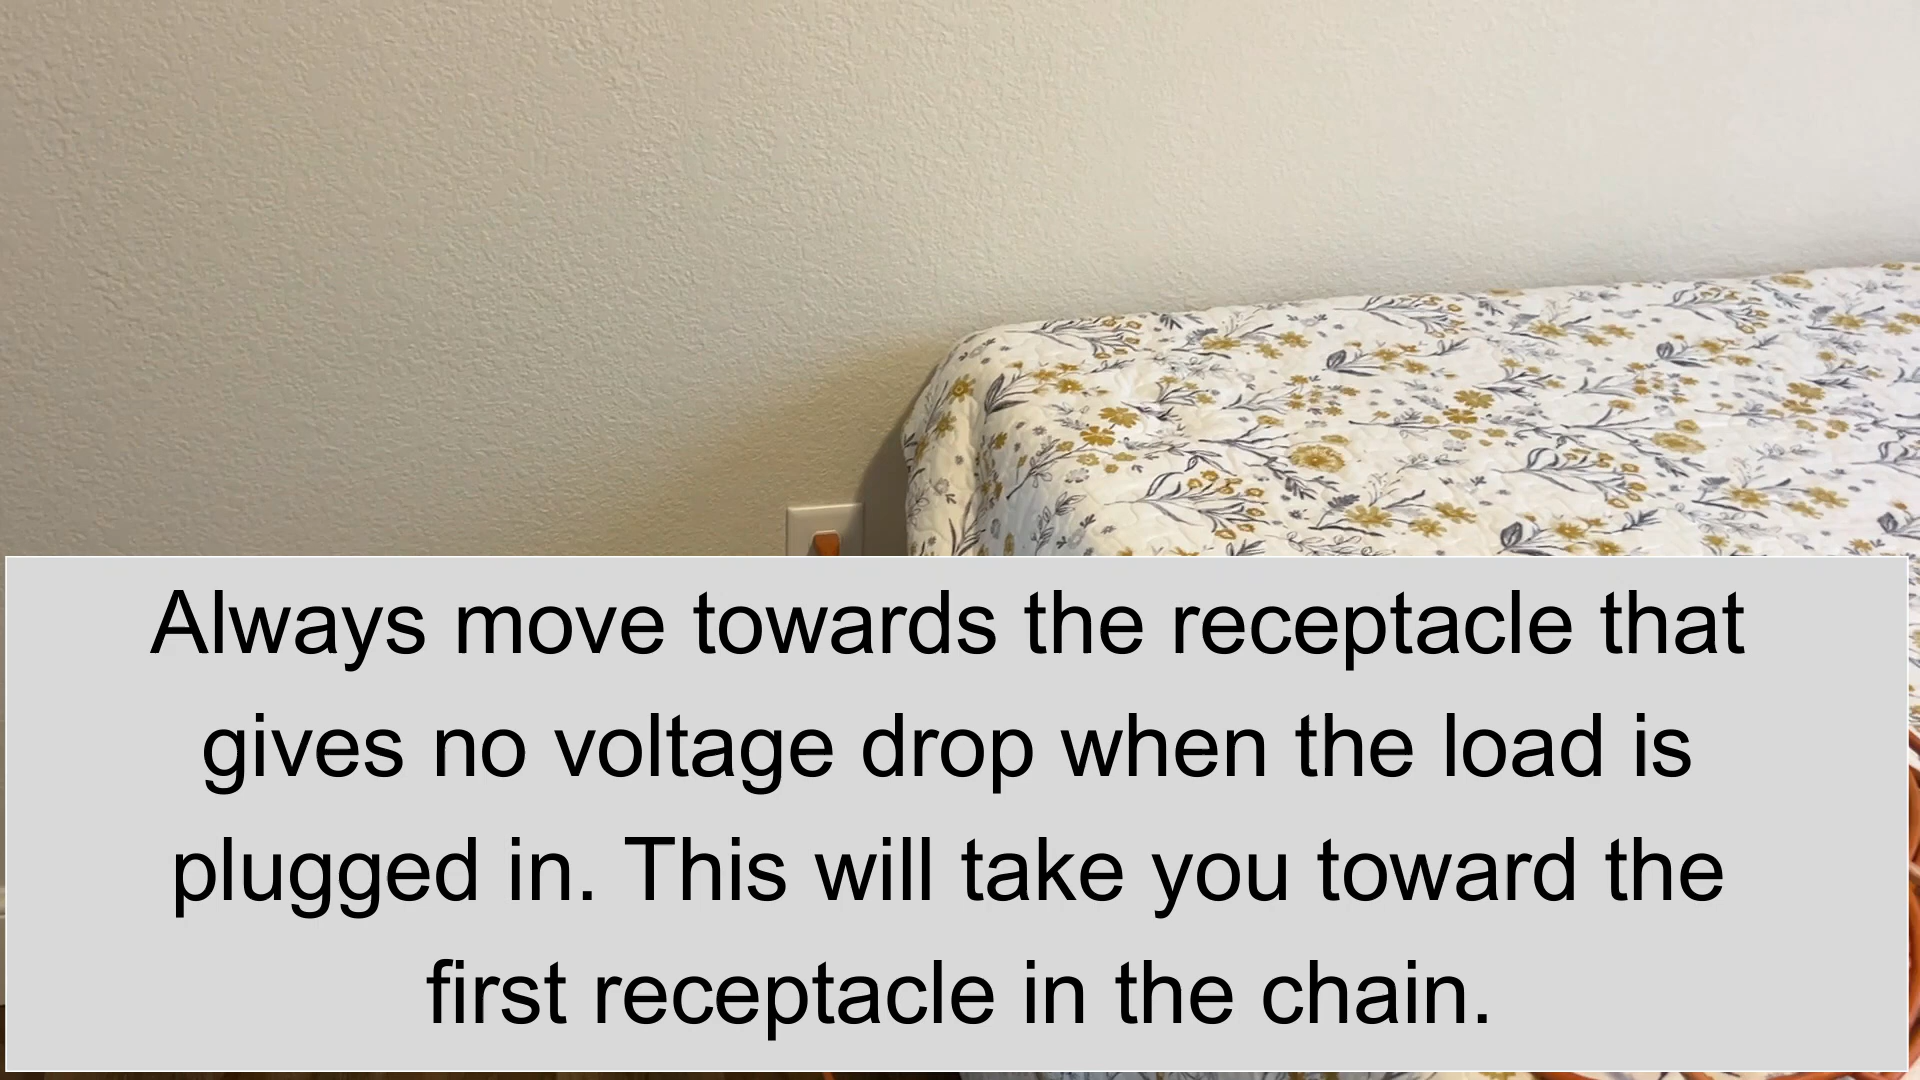 Always move towards the receptacle that
gives no voltage drop when the load is
plugged in. This will take you toward the
first receptacle in the chain.